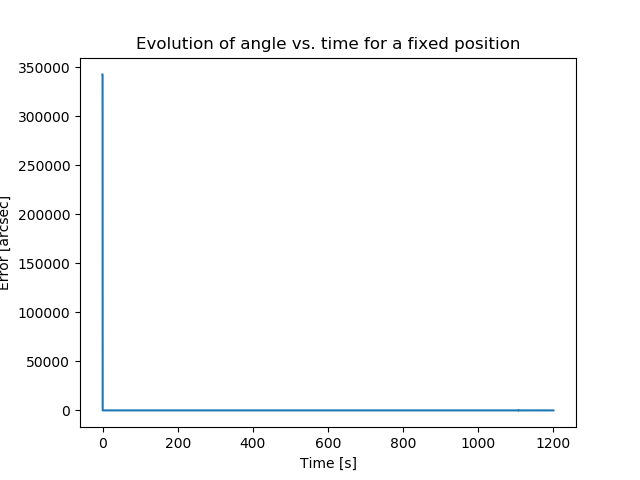 Evolution of angle vs. time for a fixed position
350000
300000
250000
200000
150000
100000
50000
0
Error [arcsec]
0 200 400 600 800 1000 1200
Time [s]